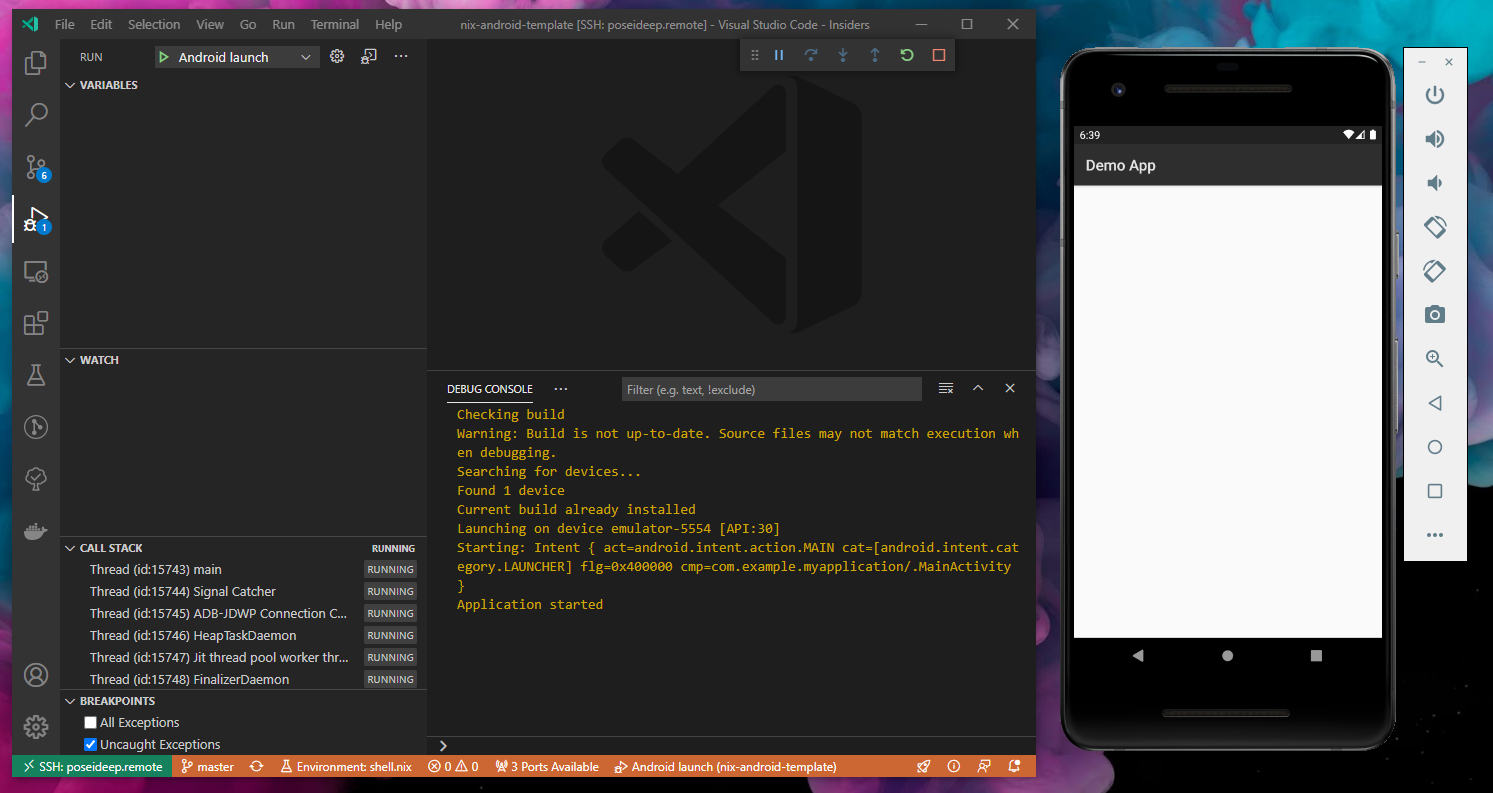 File Edit Selection View Go Run Terminal Help
nix-android-template [SSH: poseideep.remote] - Visual Studio Code - Insiders
RUN
Android launch
VARIABLES
6
1
WATCH
CALL STACK RUNNING
Thread (id:15743) main RUNNING
Thread (id:15744) Signal Catcher RUNNING
Thread (id:15745) ADB-JDWP Connection C... RUNNING
Thread (id:15746) HeapTaskDaemon RUNNING
Thread (id:15747) Jit thread pool worker thr... RUNNING
Thread (id:15748) FinalizerDaemon RUNNING
BREAKPOINTS
All Exceptions
Uncaught Exceptions
DEBUG CONSOLE
Filter (e.g. text, !exclude)
Checking build
Warning: Build is not up-to-date. Source files may not match execution wh
en debugging.
Searching for devices...
Found 1 device
Current build already installed
Launching on device emulator-5554 [API:30]
Starting: Intent { act=android.intent.action.MAIN cat=[android.intent.cat
egory.LAUNCHER] flg=0x400000 cmp=com.example.myapplication/.MainActivity
}
Application started
SSH: poseideep.remote master Environment: shell.nix 0 0 3 Ports Available Android launch (nix-android-template)
6:39
Demo App